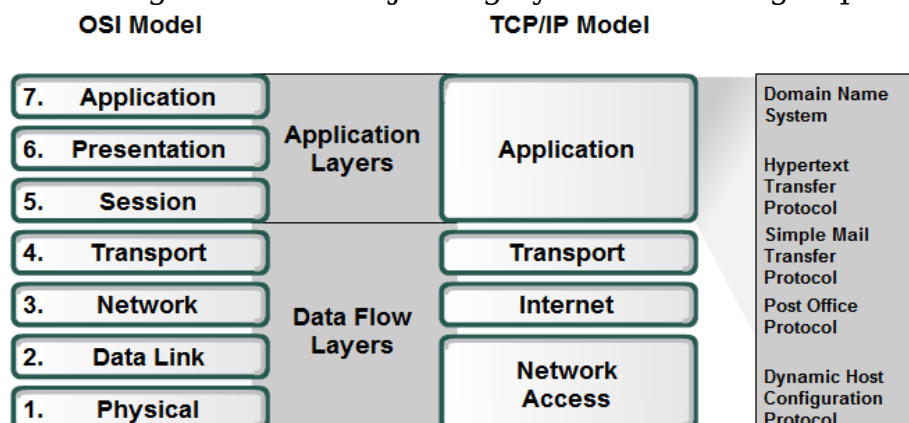 OSI Model
TCP/IP Model
7. Application
6. Presentation
5. Session
4. Transport
3. Network
2. Data Link
1. Physical
Application
Layers
Data Flow
Layers
Application
Transport
Internet
Network
Access
Domain Name
System
Hypertext
Transfer
Protocol
Simple Mail
Transfer
Protocol
Post Office
Protocol
Dynamic Host
Configuration
Protocol